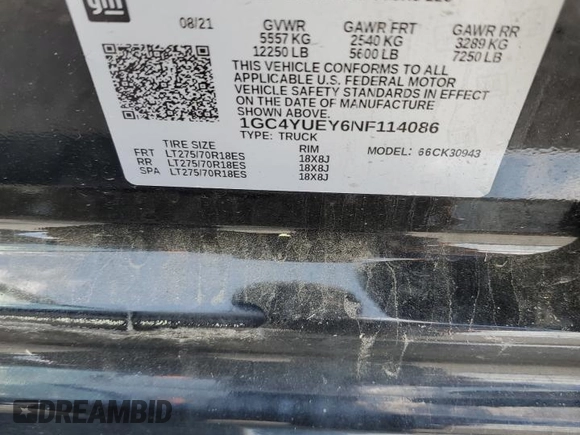 gm
08/21 GVWR GAWR FRT GAWR RR
5557 KG 2540 KG 3289 KG
12250 LB 5600 LB 7250 LB
THIS VEHICLE CONFORMS TO ALL
APPLICABLE U.S. FEDERAL MOTOR
VEHICLE SAFETY STANDARDS IN EFFECT
ON THE DATE OF MANUFACTURE
SHOWN ABOVE.
1GC4YUEY6NF114086
TYPE: TRUCK MODEL: 66CK30943
TIRE SIZE RIM
FRT LT275/70R18ES 18X8J
RR LT275/70R18ES 18X8J
SPA LT275/70R18ES 18X8J
DREAMBID